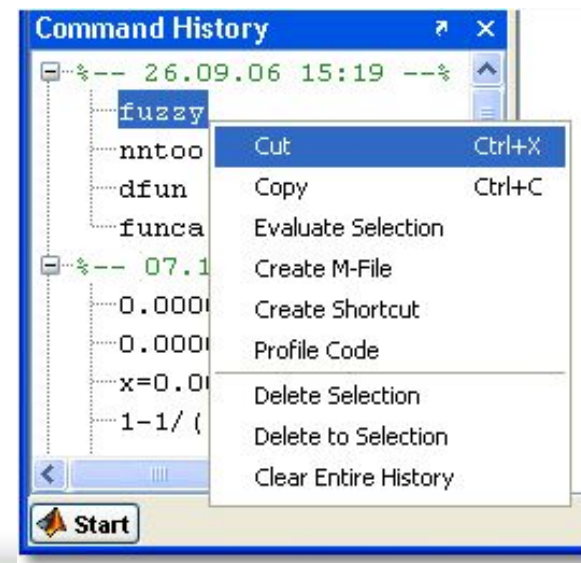 Command History
%-- 26.09.06 15:19 --%
fuzzy
nntoo
dfun
funca
%-- 07.1
0.000
0.000
x=0.0
1-1/(
Cut Ctrl+X
Copy Ctrl+C
Evaluate Selection
Create M-File
Create Shortcut
Profile Code
Delete Selection
Delete to Selection
Clear Entire History
Start